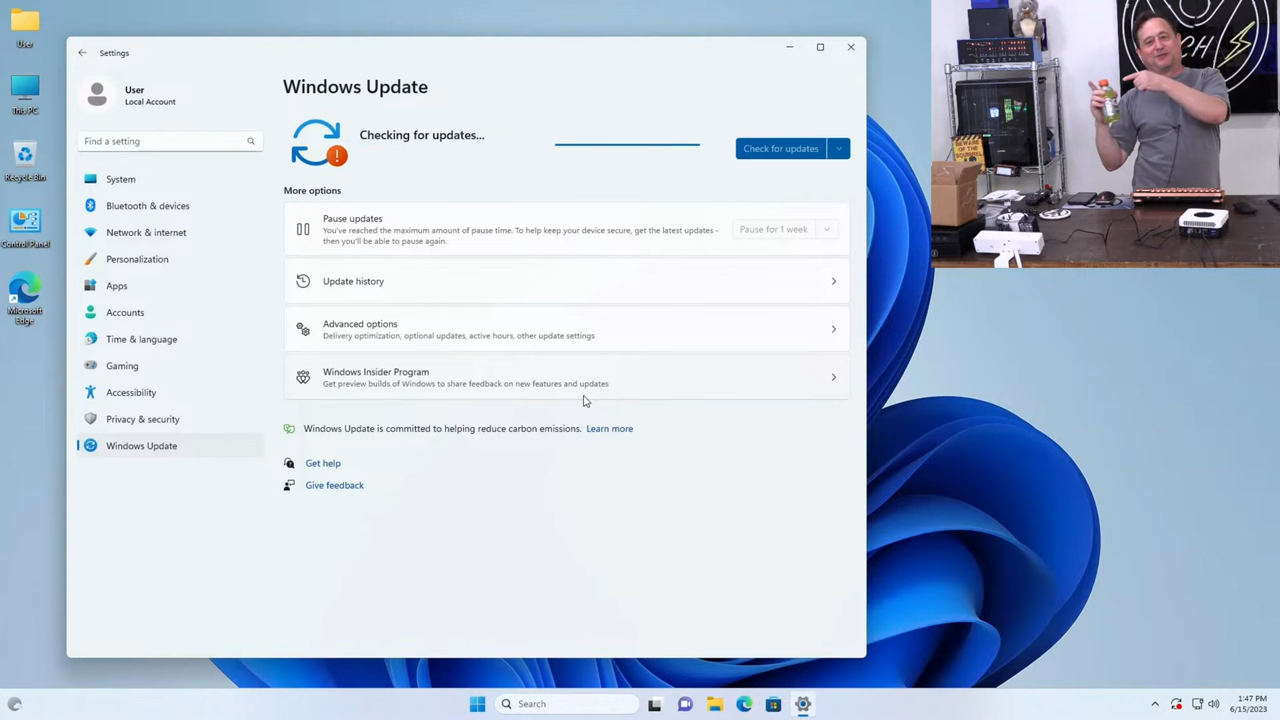 User
This PC
Recycle Bin
Control Panel
Microsoft
Edge
Settings
User
Local Account
Find a setting
System
Bluetooth & devices
Network & internet
Personalization
Apps
Accounts
Time & language
Gaming
Accessibility
Privacy & security
Windows Update
Windows Update
Checking for updates...
Check for updates
More options
Pause updates
You've reached the maximum amount of pause time. To help keep your device secure, get the latest updates -
then you'll be able to pause again.
Pause for 1 week
Update history
Advanced options
Delivery optimization, optional updates, active hours, other update settings
Windows Insider Program
Get preview builds of Windows to share feedback on new features and updates
Windows Update is committed to helping reduce carbon emissions. Learn more
Get help
Give feedback
CH
BEWARE
OF THE
SQUIRREL
Search
1:47 PM
6/15/2023